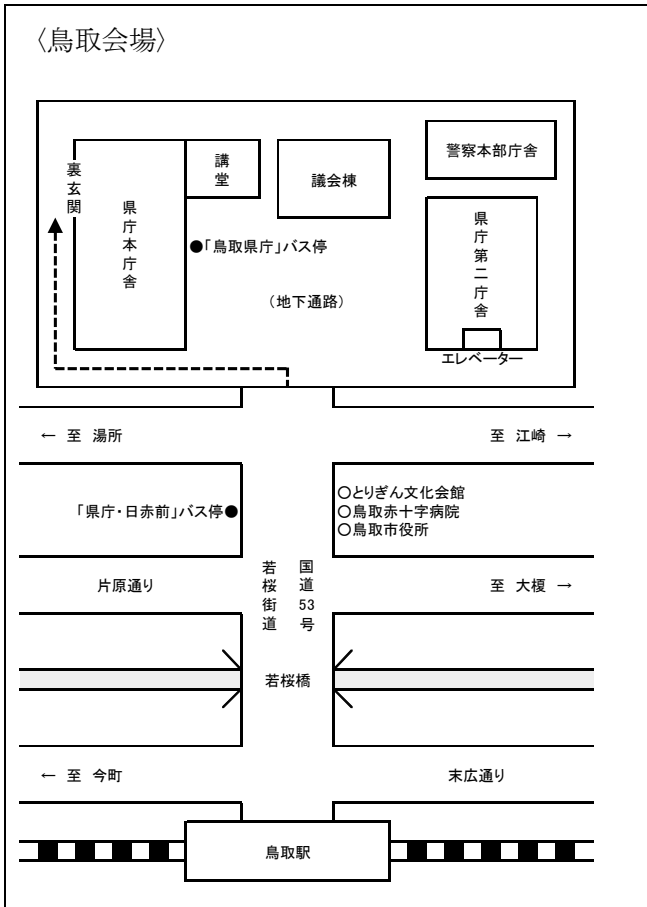 〈鳥取会場〉
裏玄関
県庁本庁舎
講堂
議会棟
警察本部庁舎
県庁第二庁舎
●「鳥取県庁」バス停
（地下通路）
エレベーター
← 至 湯所
至 江崎 →
「県庁・日赤前」バス停●
○とりぎん文化会館
○鳥取赤十字病院
○鳥取市役所
片原通り
若桜街道
国道53号
至 大榎 →
若桜橋
← 至 今町
末広通り
鳥取駅